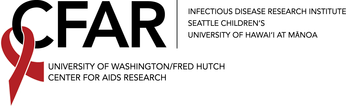 CFAR
INFECTIOUS DISEASE RESEARCH INSTITUTE
SEATTLE CHILDREN'S
UNIVERSITY OF HAWAI'I AT MĀNOA
UNIVERSITY OF WASHINGTON/FRED HUTCH
CENTER FOR AIDS RESEARCH